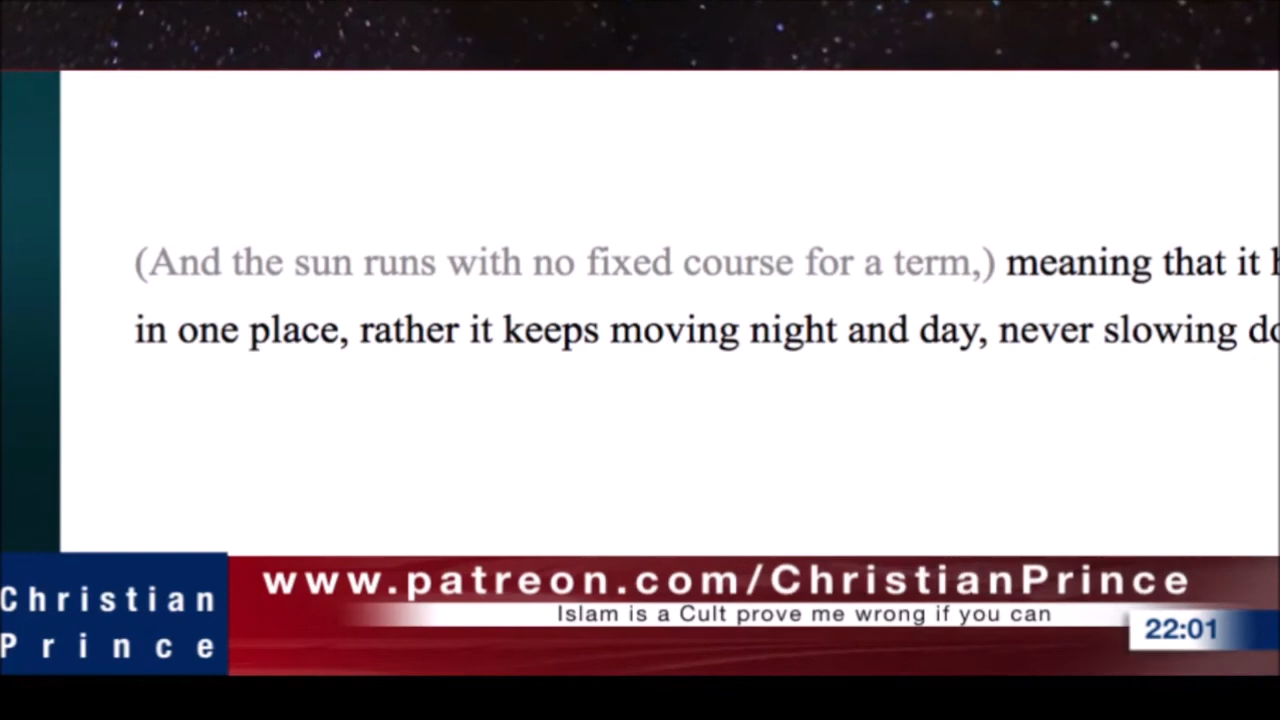 (And the sun runs with no fixed course for a term,) meaning that it
in one place, rather it keeps moving night and day, never slowing
www.patreon.com/ChristianPrince
Islam is a Cult prove me wrong if you can
Christian
Prince
22:01